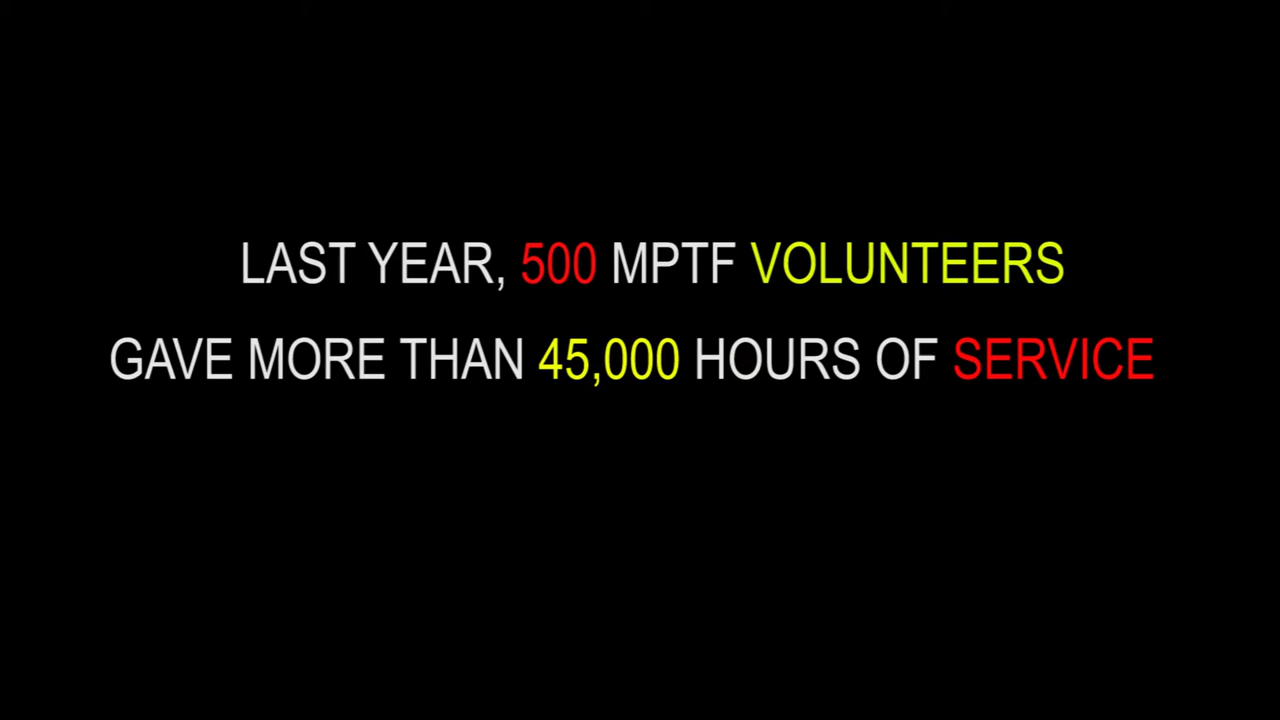 LAST YEAR, 500 MPTF VOLUNTEERS
GAVE MORE THAN 45,000 HOURS OF SERVICE